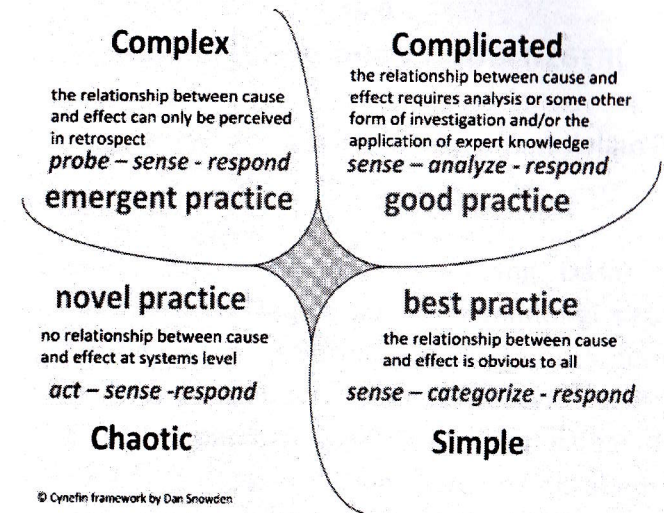 Complex
the relationship between cause
and effect can only be perceived
in retrospect
probe – sense - respond
emergent practice
Complicated
the relationship between cause and
effect requires analysis or some other
form of investigation and/or the
application of expert knowledge
sense – analyze - respond
good practice
novel practice
no relationship between cause
and effect at systems level
act – sense -respond
Chaotic
best practice
the relationship between cause
and effect is obvious to all
sense – categorize - respond
Simple
© Cynefin framework by Dan Snowden